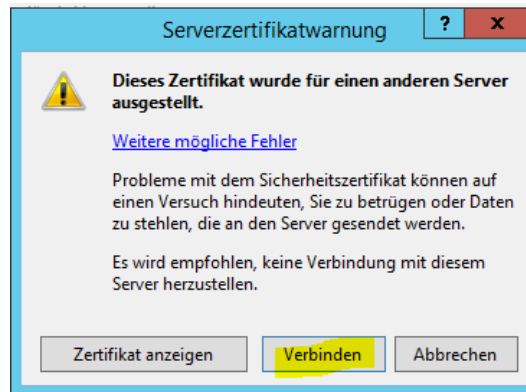 Serverzertifikatwarnung
?
x
Dieses Zertifikat wurde für einen anderen Server
ausgestellt.
Weitere mögliche Fehler
Probleme mit dem Sicherheitszertifikat können auf
einen Versuch hindeuten, Sie zu betrügen oder Daten
zu stehlen, die an den Server gesendet werden.
Es wird empfohlen, keine Verbindung mit diesem
Server herzustellen.
Zertifikat anzeigen
Verbinden
Abbrechen